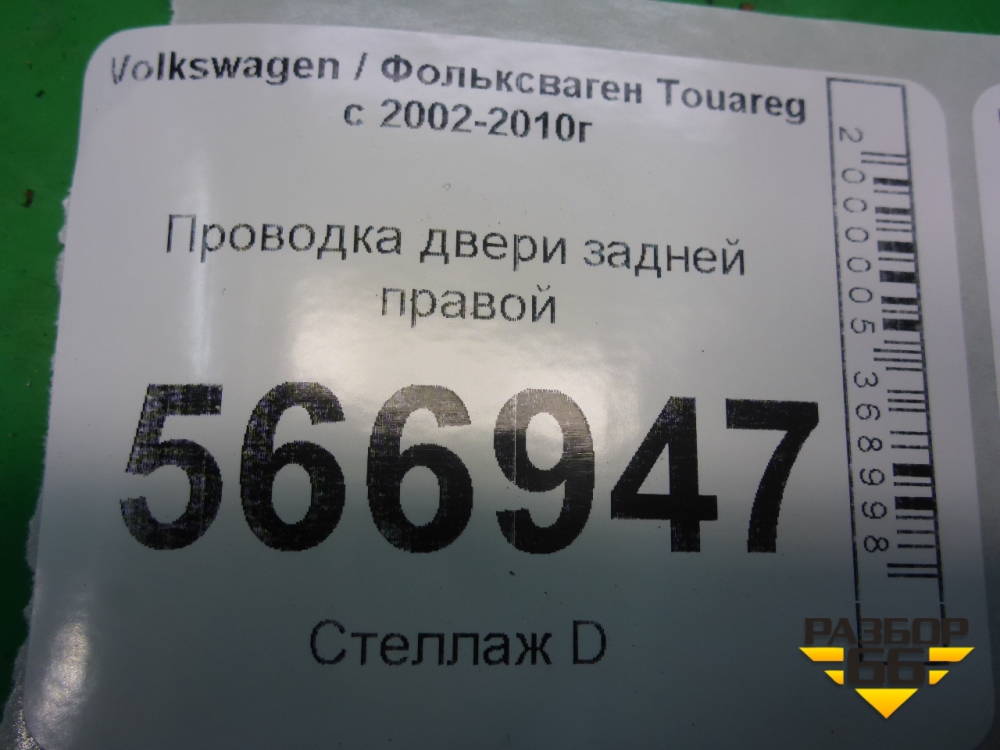 Volkswagen / Фольксваген Touareg
с 2002-2010г
Проводка двери задней
правой
566947
Стеллаж D
2000005368998
РАЗБОР
66